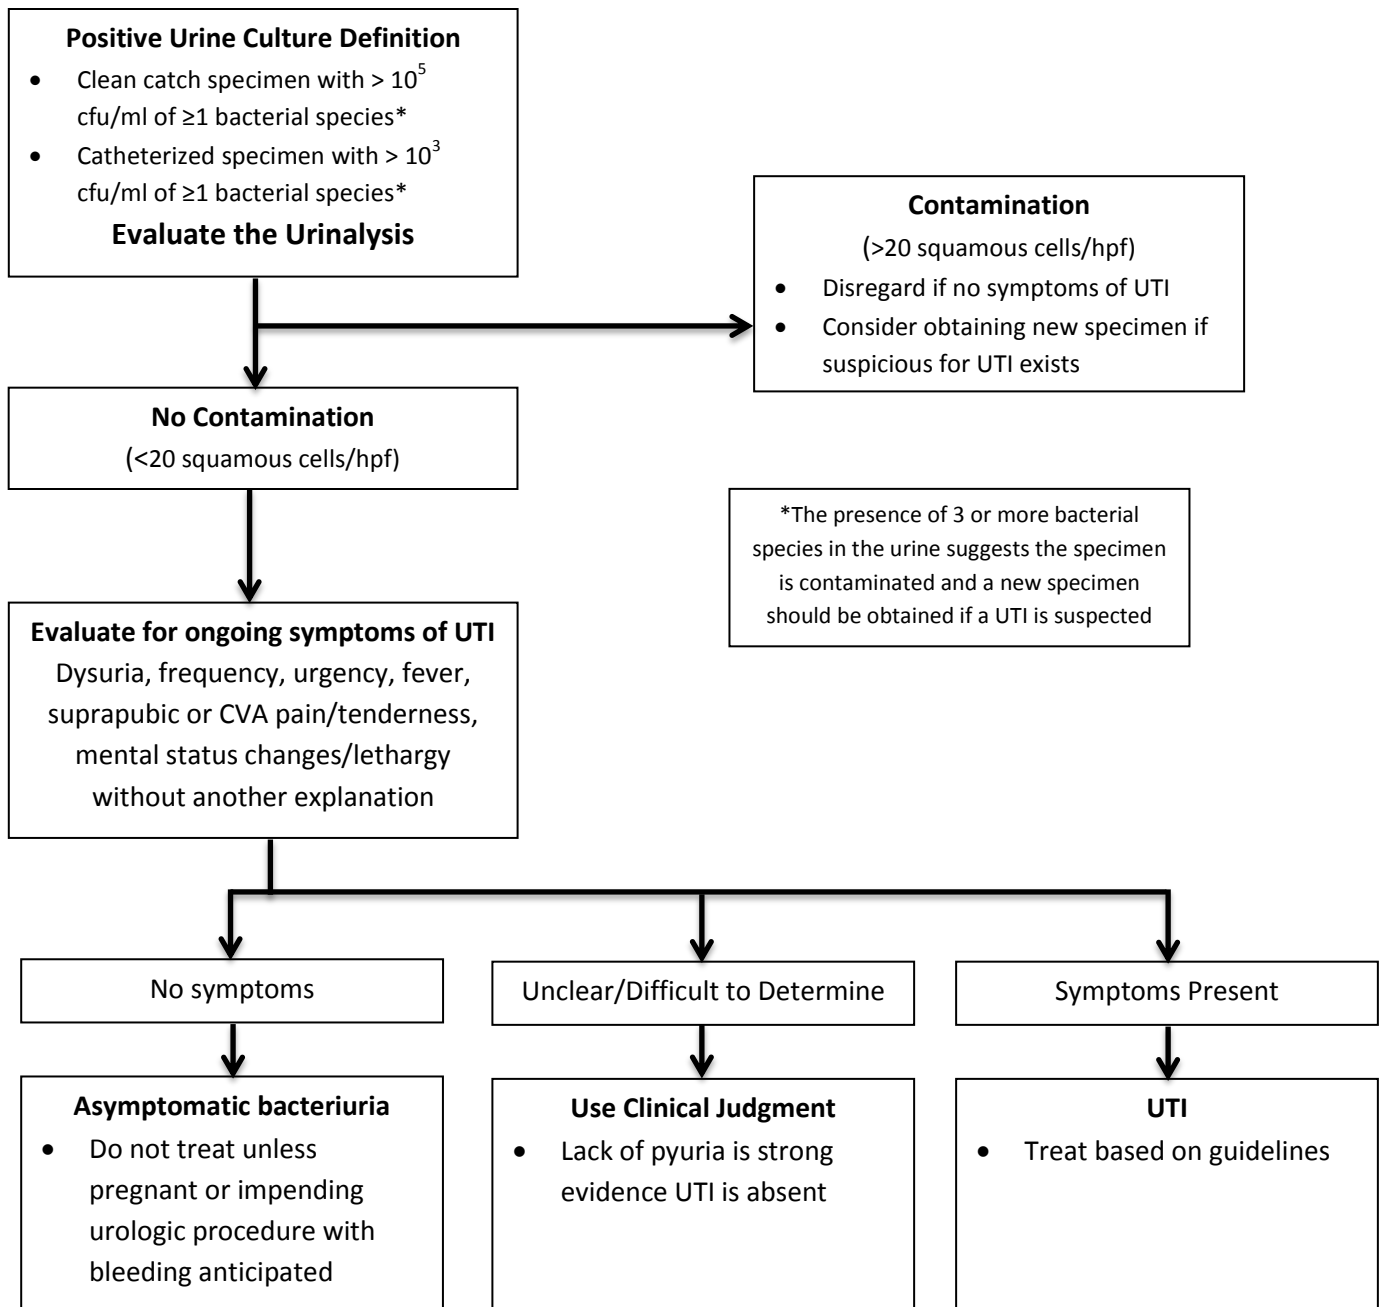 Positive Urine Culture Definition
• Clean catch specimen with > 10⁵
cfu/ml of ≥1 bacterial species*
• Catheterized specimen with > 10³
cfu/ml of ≥1 bacterial species*
Evaluate the Urinalysis
Contamination
(>20 squamous cells/hpf)
• Disregard if no symptoms of UTI
• Consider obtaining new specimen if
suspicious for UTI exists
No Contamination
(<20 squamous cells/hpf)
*The presence of 3 or more bacterial
species in the urine suggests the specimen
is contaminated and a new specimen
should be obtained if a UTI is suspected
Evaluate for ongoing symptoms of UTI
Dysuria, frequency, urgency, fever,
suprapubic or CVA pain/tenderness,
mental status changes/lethargy
without another explanation
No symptoms
Unclear/Difficult to Determine
Symptoms Present
Asymptomatic bacteriuria
• Do not treat unless
pregnant or impending
urologic procedure with
bleeding anticipated
Use Clinical Judgment
• Lack of pyuria is strong
evidence UTI is absent
UTI
• Treat based on guidelines